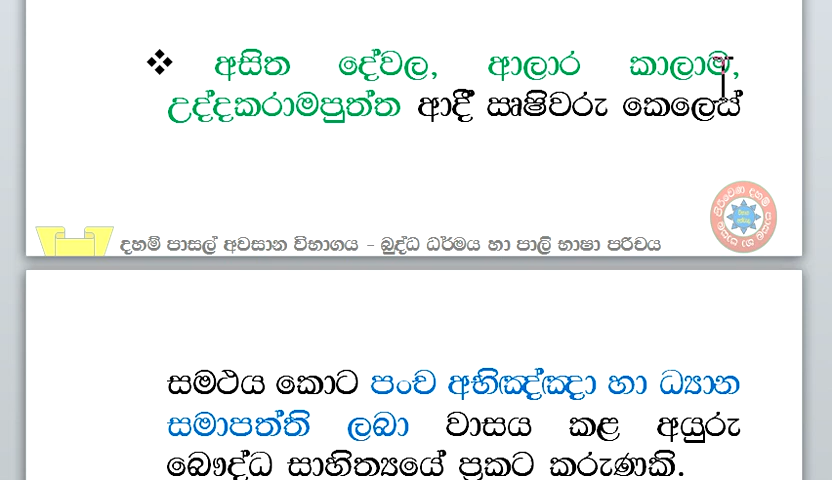 ❖ අසිත දේවල, ආලාර කාලාම,
උද්දකරාමපුත්ත ආදී ඍෂිවරු කෙලෙස්
දහම් පාසල් අවසාන විභාගය - බුද්ධ ධර්මය හා පාලි භාෂා පරිචය
සමථය කොට පංච අභිඤ්ඤා හා ධ්‍යාන
සමාපත්ති ලබා වාසය කළ අයුරු
බෞද්ධ සාහිත්‍යයේ ප්‍රකට කරුණකි.